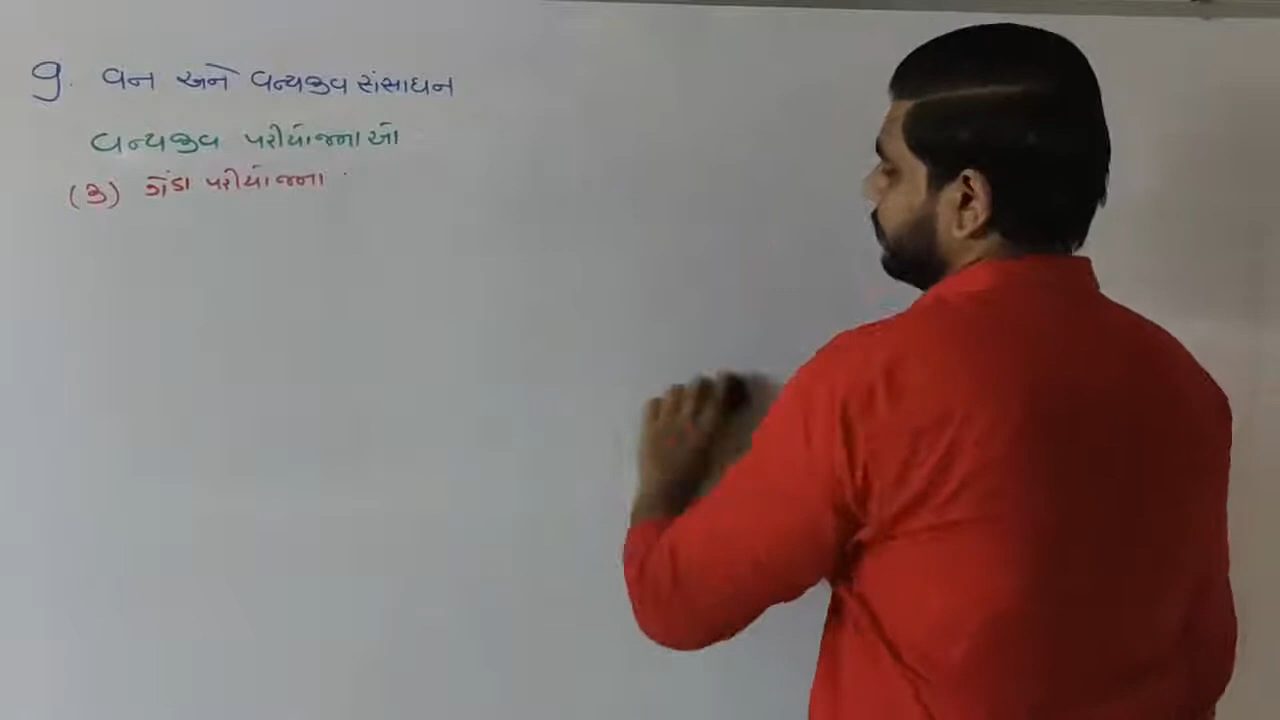 9. વન અને વન્યજીવ સંસાધન
વન્યજીવ પરીયોજનાઓ
(3) ગેંડા પરીયોજના